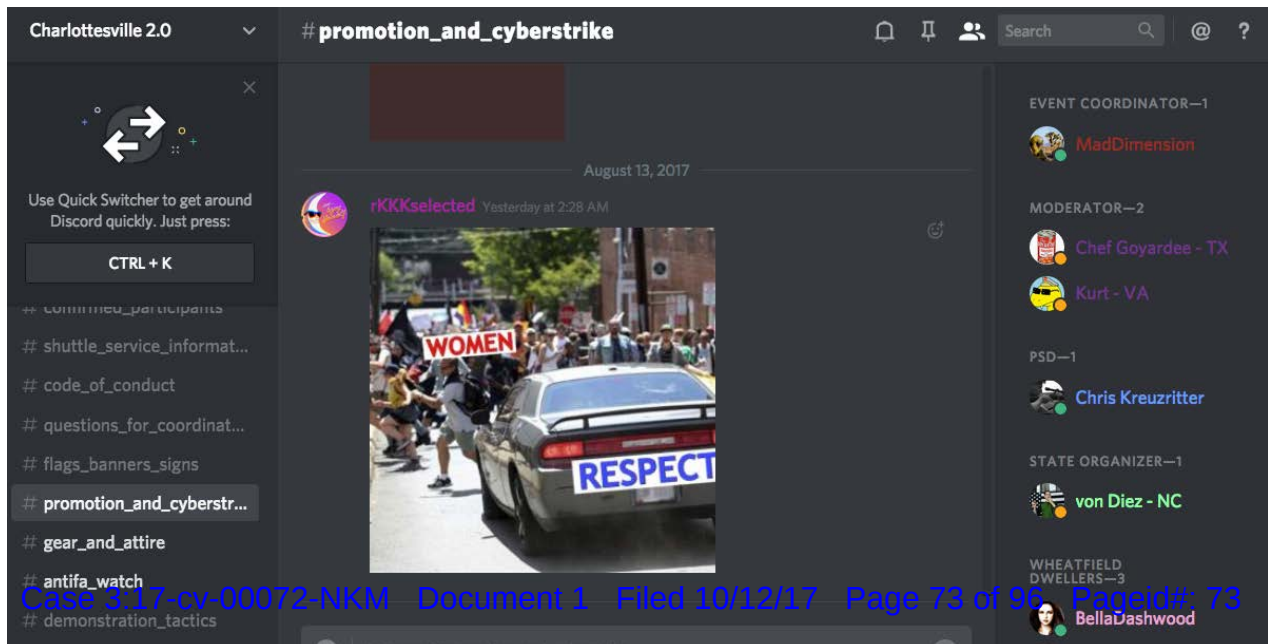 Charlottesville 2.0
Use Quick Switcher to get around
Discord quickly. Just press:
CTRL + K
# confirmed_participants
# shuttle_service_informat...
# code_of_conduct
# questions_for_coordinat...
# flags_banners_signs
# promotion_and_cyberstr...
# gear_and_attire
# antifa_watch
# demonstration_tactics
#promotion_and_cyberstrike
Search
@
?
August 13, 2017
rKKKselected Yesterday at 2:28 AM
WOMEN
RESPECT
EVENT COORDINATOR—1
MadDimension
MODERATOR—2
Chef Goyardee - TX
Kurt - VA
PSD—1
Chris Kreuzritter
STATE ORGANIZER—1
von Diez - NC
WHEATFIELD
DWELLERS—3
BellaDashwood
Case 3:17-cv-00072-NKM Document 1 Filed 10/12/17 Page 73 of 96 Pageid#: 73